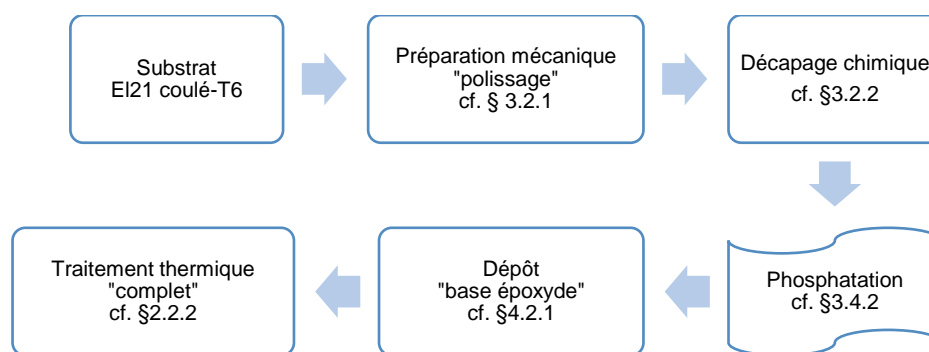 Substrat
El21 coulé-T6
Préparation mécanique
"polissage"
cf. § 3.2.1
Décapage chimique
cf. §3.2.2
Phosphatation
cf. §3.4.2
Dépôt
"base époxyde"
cf. §4.2.1
Traitement thermique
"complet"
cf. §2.2.2